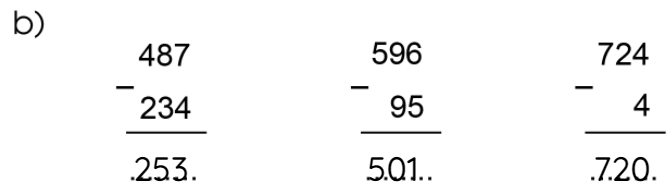 b)
487 596 724
- - -
234 95 4
.253. .501.. .720.